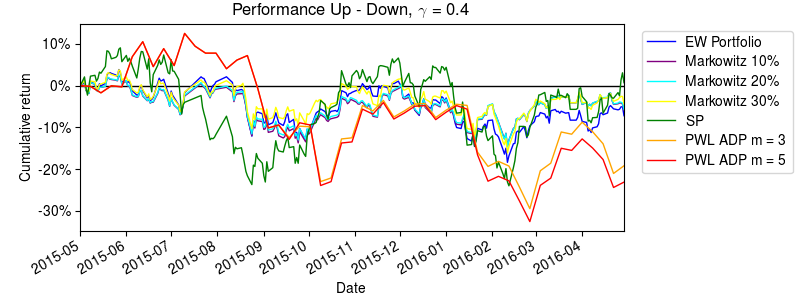 Performance Up - Down, γ = 0.4
Cumulative return
10%
0%
-10%
-20%
-30%
2015-05
2015-06
2015-07
2015-08
2015-09
2015-10
2015-11
2015-12
2016-01
2016-02
2016-03
2016-04
Date
EW Portfolio
Markowitz 10%
Markowitz 20%
Markowitz 30%
SP
PWL ADP m = 3
PWL ADP m = 5